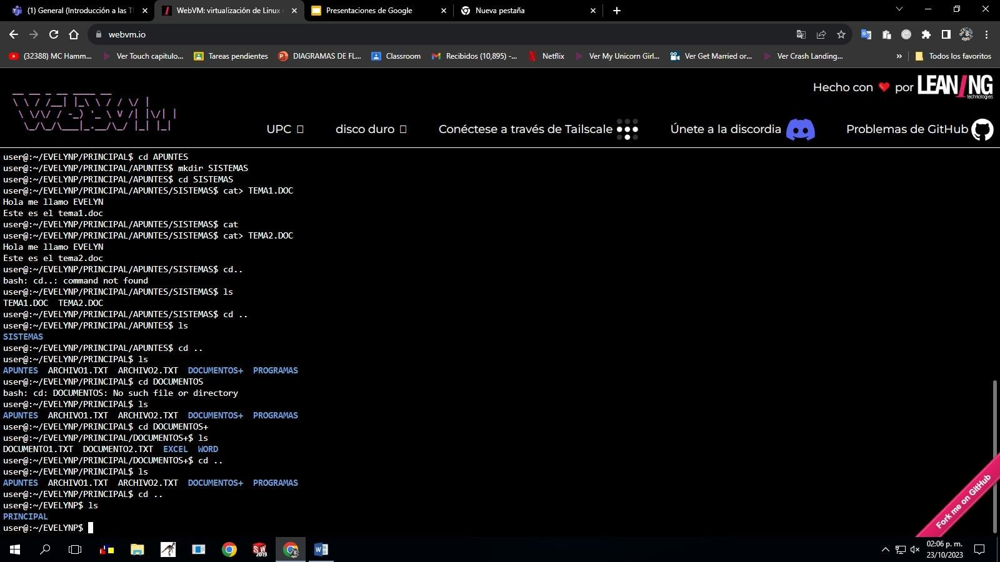 (1) General (Introducción a las T
WebVM: virtualización de Linux
Presentaciones de Google
Nueva pestaña
webvm.io
(32388) MC Hamm...
Ver Touch capitulo...
Tareas pendientes
DIAGRAMAS DE FL...
Classroom
Recibidos (10,895) -...
Netflix
Ver My Unicorn Girl...
Ver Get Married or...
Ver Crash Landing...
»
Todos los favoritos
Hecho con ❤ por LEANING technologies
WebVM
UPC
disco duro
Conéctese a través de Tailscale
Únete a la discordia
Problemas de GitHub
user@:~/EVELYNP/PRINCIPAL$ cd APUNTES
user@:~/EVELYNP/PRINCIPAL/APUNTES$ mkdir SISTEMAS
user@:~/EVELYNP/PRINCIPAL/APUNTES$ cd SISTEMAS
user@:~/EVELYNP/PRINCIPAL/APUNTES/SISTEMAS$ cat> TEMA1.DOC
Hola me llamo EVELYN
Este es el tema1.doc
user@:~/EVELYNP/PRINCIPAL/APUNTES/SISTEMAS$ cat
user@:~/EVELYNP/PRINCIPAL/APUNTES/SISTEMAS$ cat> TEMA2.DOC
Hola me llamo EVELYN
Este es el tema2.doc
user@:~/EVELYNP/PRINCIPAL/APUNTES/SISTEMAS$ cd..
bash: cd..: command not found
user@:~/EVELYNP/PRINCIPAL/APUNTES/SISTEMAS$ ls
TEMA1.DOC  TEMA2.DOC
user@:~/EVELYNP/PRINCIPAL/APUNTES/SISTEMAS$ cd ..
user@:~/EVELYNP/PRINCIPAL/APUNTES$ ls
SISTEMAS
user@:~/EVELYNP/PRINCIPAL/APUNTES$ cd ..
user@:~/EVELYNP/PRINCIPAL$ ls
APUNTES  ARCHIVO1.TXT  ARCHIVO2.TXT  DOCUMENTOS+  PROGRAMAS
user@:~/EVELYNP/PRINCIPAL$ cd DOCUMENTOS
bash: cd: DOCUMENTOS: No such file or directory
user@:~/EVELYNP/PRINCIPAL$ ls
APUNTES  ARCHIVO1.TXT  ARCHIVO2.TXT  DOCUMENTOS+  PROGRAMAS
user@:~/EVELYNP/PRINCIPAL$ cd DOCUMENTOS+
user@:~/EVELYNP/PRINCIPAL/DOCUMENTOS+$ ls
DOCUMENTO1.TXT  DOCUMENTO2.TXT  EXCEL  WORD
user@:~/EVELYNP/PRINCIPAL/DOCUMENTOS+$ cd ..
user@:~/EVELYNP/PRINCIPAL$ ls
APUNTES  ARCHIVO1.TXT  ARCHIVO2.TXT  DOCUMENTOS+  PROGRAMAS
user@:~/EVELYNP/PRINCIPAL$ cd ..
user@:~/EVELYNP$ ls
PRINCIPAL
user@:~/EVELYNP$
Fork me on GitHub
SW
2019
02:06 p. m.
23/10/2023